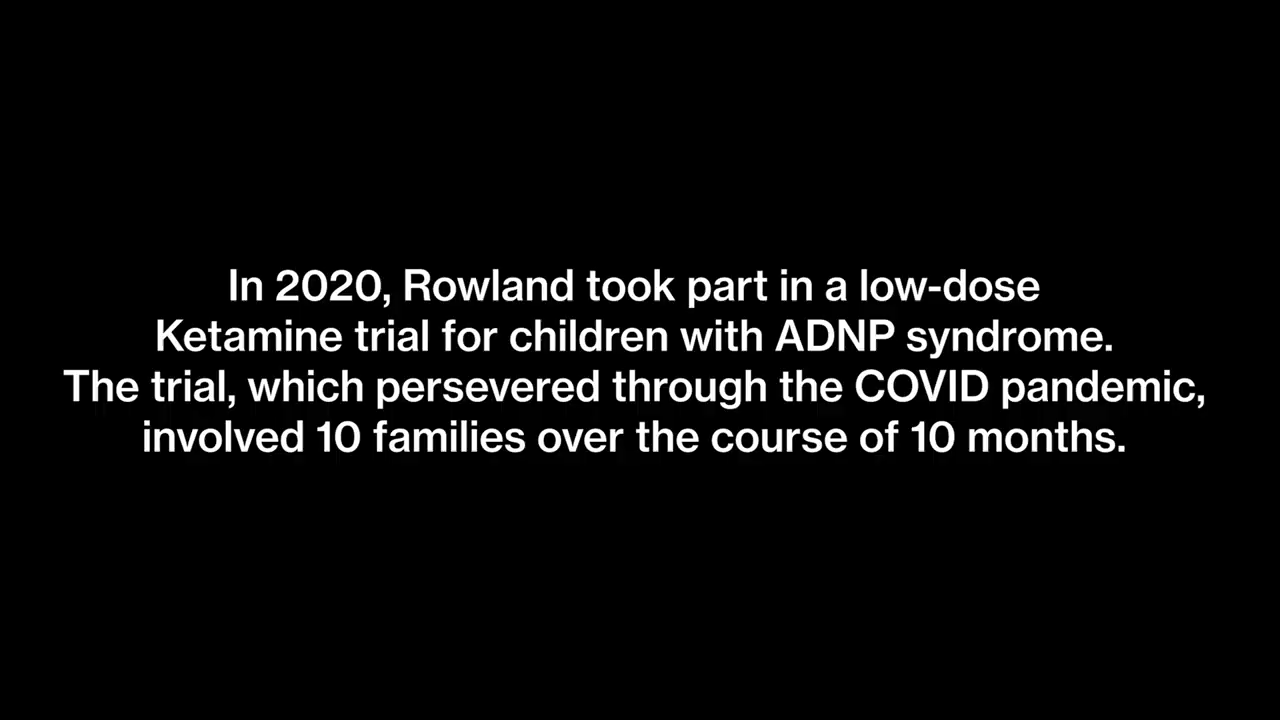 In 2020, Rowland took part in a low-dose
Ketamine trial for children with ADNP syndrome.
The trial, which persevered through the COVID pandemic,
involved 10 families over the course of 10 months.